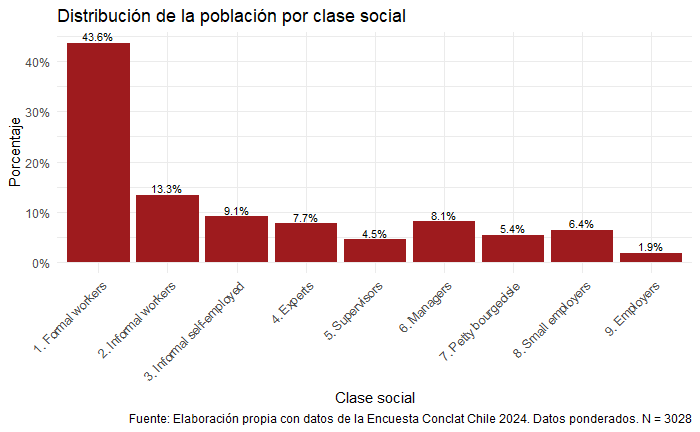 Distribución de la población por clase social
Porcentaje
40%
30%
20%
10%
0%
43.6%
13.3%
9.1%
7.7%
4.5%
8.1%
5.4%
6.4%
1.9%
1. Formal workers
2. Informal workers
3. Informal self-employed
4. Experts
5. Supervisors
6. Managers
7. Petty bourgeoisie
8. Small employers
9. Employers
Clase social
Fuente: Elaboración propia con datos de la Encuesta Conclat Chile 2024. Datos ponderados. N = 3028